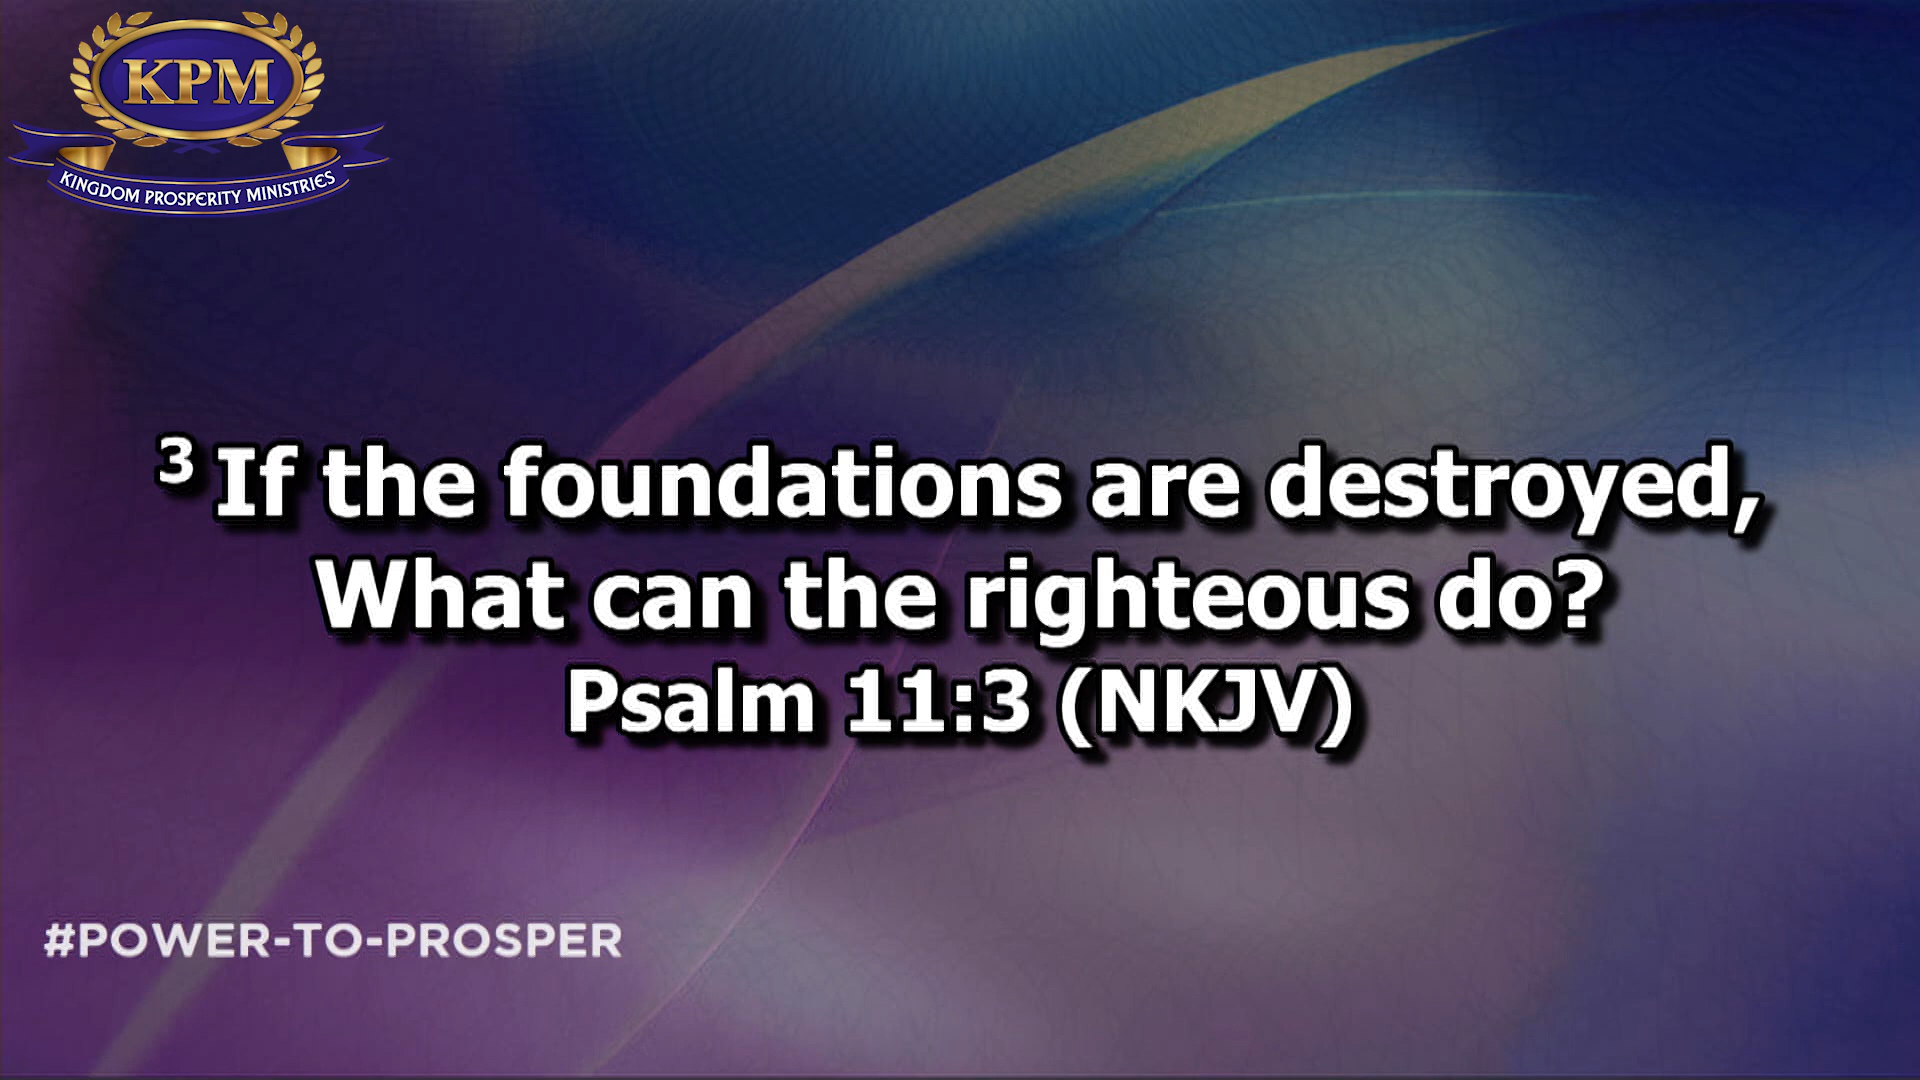 KPM
KINGDOM PROSPERITY MINISTRIES
3 If the foundations are destroyed,
What can the righteous do?
Psalm 11:3 (NKJV)
#POWER-TO-PROSPER